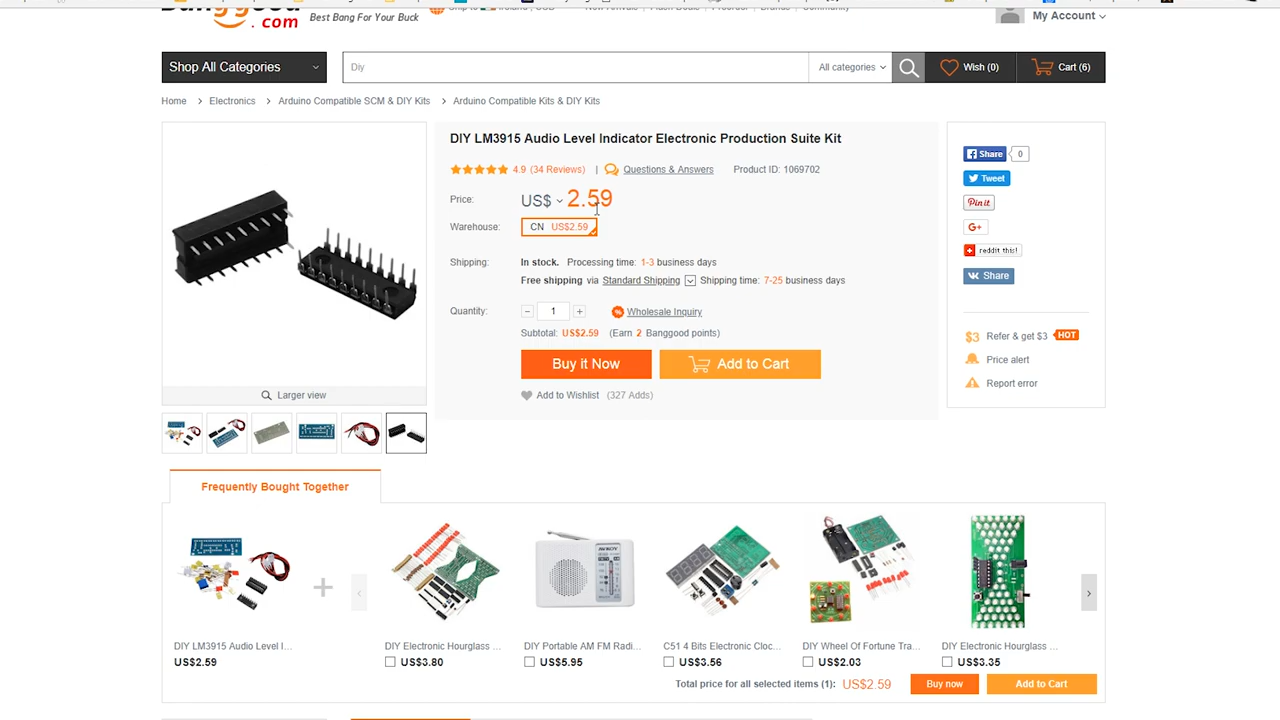 .com
Best Bang For Your Buck
My Account
Shop All Categories
Diy
All categories
Wish (0)
Cart (6)
Home > Electronics > Arduino Compatible SCM & DIY Kits > Arduino Compatible Kits & DIY Kits
DIY LM3915 Audio Level Indicator Electronic Production Suite Kit
4.9 (34 Reviews) | Questions & Answers Product ID: 1069702
Price: US$ 2.59
Warehouse: CN US$2.59
Shipping: In stock. Processing time: 1-3 business days
Free shipping via Standard Shipping Shipping time: 7-25 business days
Quantity: − 1 + Wholesale Inquiry
Subtotal: US$2.59 (Earn 2 Banggood points)
Buy it Now
Add to Cart
Add to Wishlist (327 Adds)
Larger view
Share 0
Tweet
Pin it
G+
reddit this!
Share
$3 Refer & get $3 HOT
Price alert
Report error
Frequently Bought Together
DIY LM3915 Audio Level I...
US$2.59
DIY Electronic Hourglass ...
US$3.80
DIY Portable AM FM Radi...
US$5.95
C51 4 Bits Electronic Cloc...
US$3.56
DIY Wheel Of Fortune Tra...
US$2.03
DIY Electronic Hourglass ...
US$3.35
Total price for all selected items (1): US$2.59
Buy now
Add to Cart